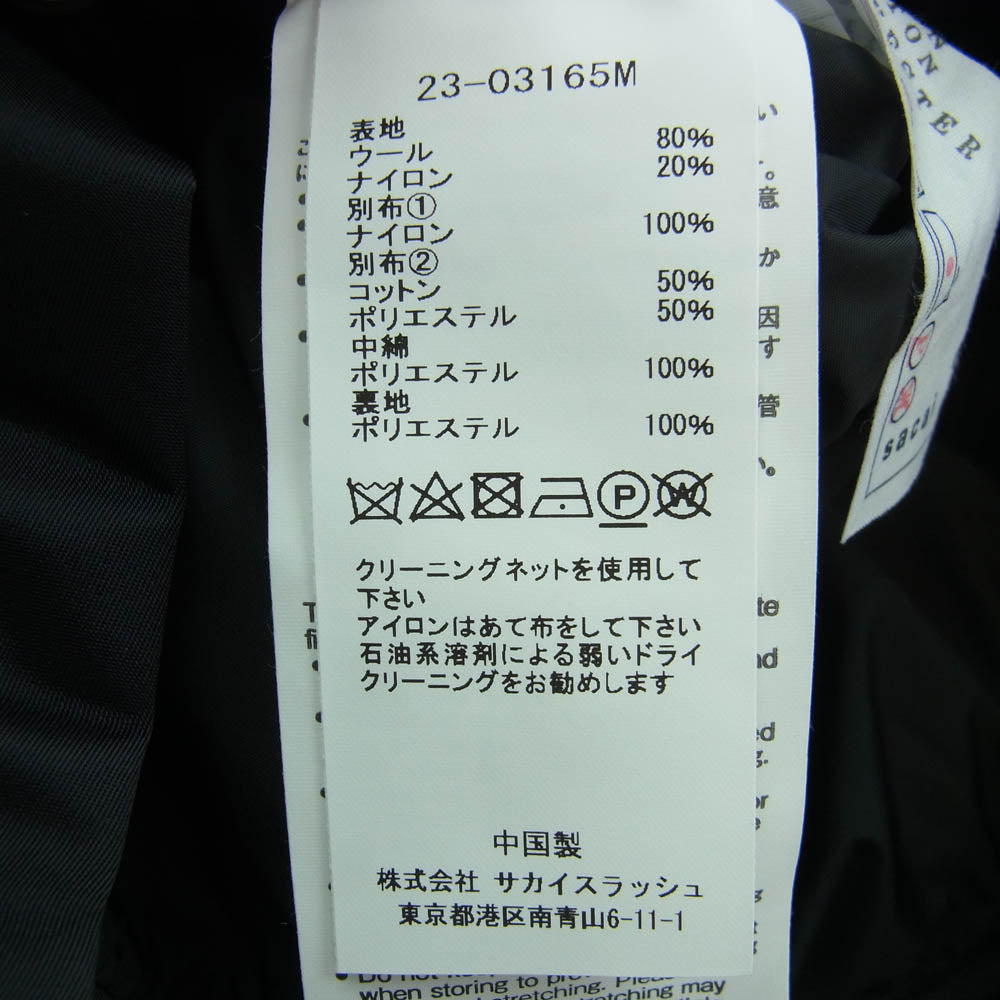 23-03165M
表地
ウール 80%
ナイロン 20%
別布①
ナイロン 100%
別布②
コットン 50%
ポリエステル 50%
中綿
ポリエステル 100%
裏地
ポリエステル 100%
P
W
クリーニングネットを使用して
下さい
アイロンはあて布をして下さい
石油系溶剤による弱いドライ
クリーニングをお勧めします
中国製
株式会社 サカイスラッシュ
東京都港区南青山6-11-1
when storing to
stretching
may
sacai